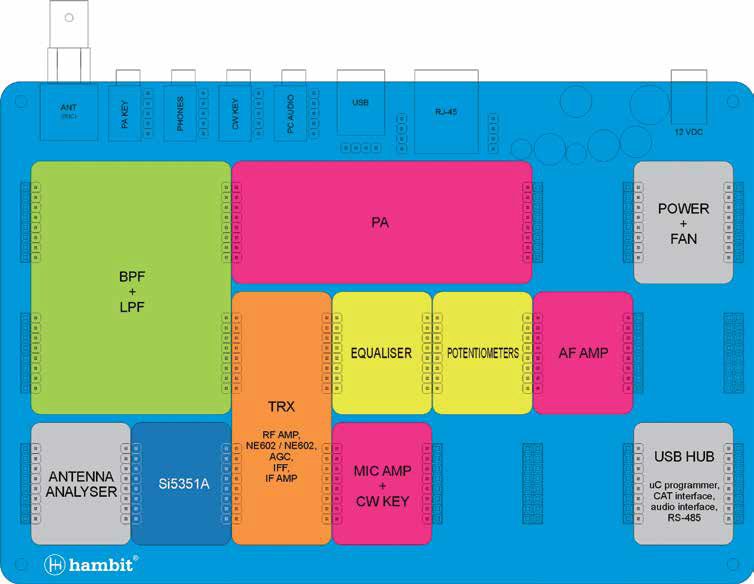 ANT
(BNC)
PA KEY
PHONES
CW KEY
PC AUDIO
USB
RJ-45
12 VDC
BPF
+
LPF
PA
POWER
+
FAN
TRX
RF AMP,
NE602 / NE602,
AGC,
IFF,
IF AMP
EQUALISER
POTENTIOMETERS
AF AMP
ANTENNA
ANALYSER
Si5351A
MIC AMP
+
CW KEY
USB HUB
uC programmer,
CAT interface,
audio interface,
RS-485
hambit®